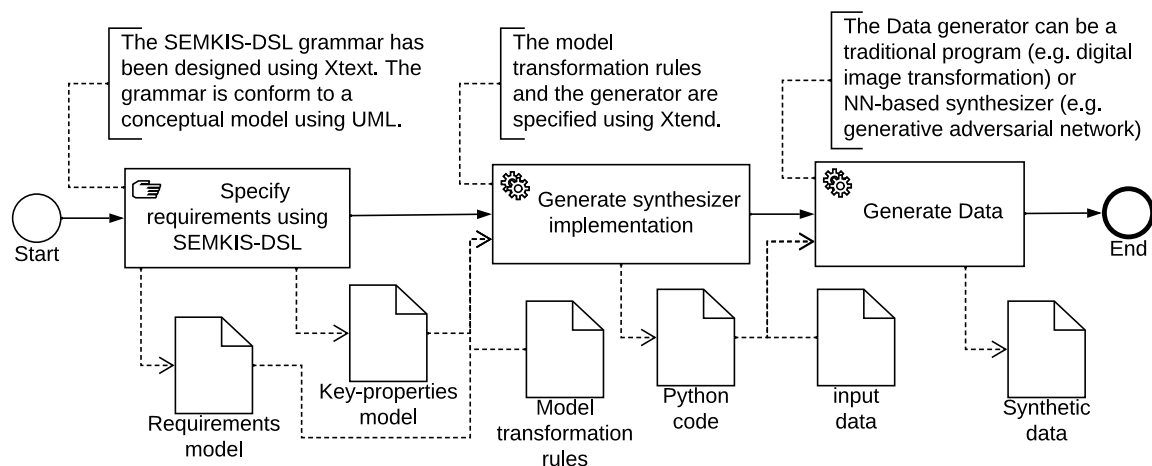 The SEMKIS-DSL grammar has
been designed using Xtext. The
grammar is conform to a
conceptual model using UML.
The model
transformation rules
and the generator are
specified using Xtend.
The Data generator can be a
traditional program (e.g. digital
image transformation) or
NN-based synthesizer (e.g.
generative adversarial network)
Start
Specify
requirements using
SEMKIS-DSL
Generate synthesizer
implementation
Generate Data
End
Requirements
model
Key-properties
model
Model
transformation
rules
Python
code
input
data
Synthetic
data